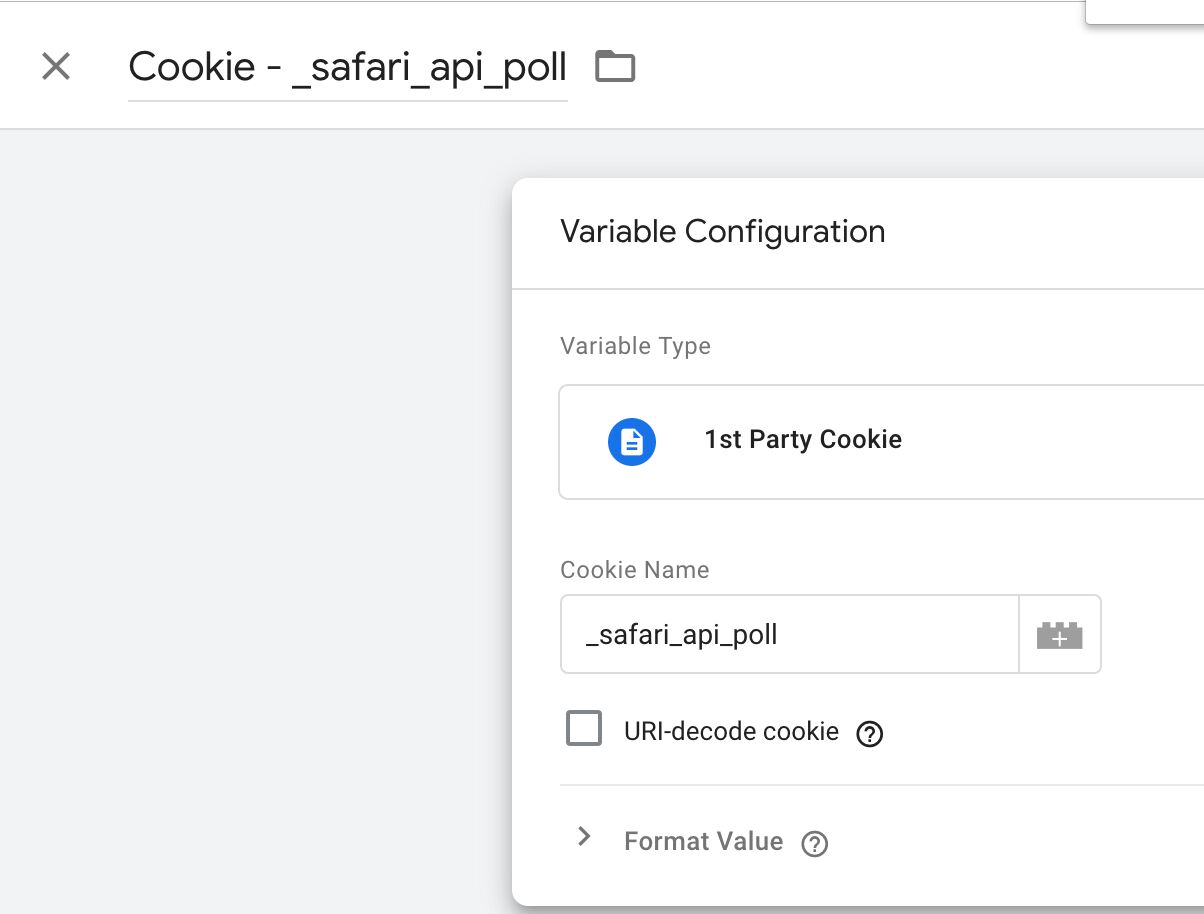 Cookie - _safari_api_poll
Variable Configuration
Variable Type
1st Party Cookie
Cookie Name
_safari_api_poll
URI-decode cookie
Format Value